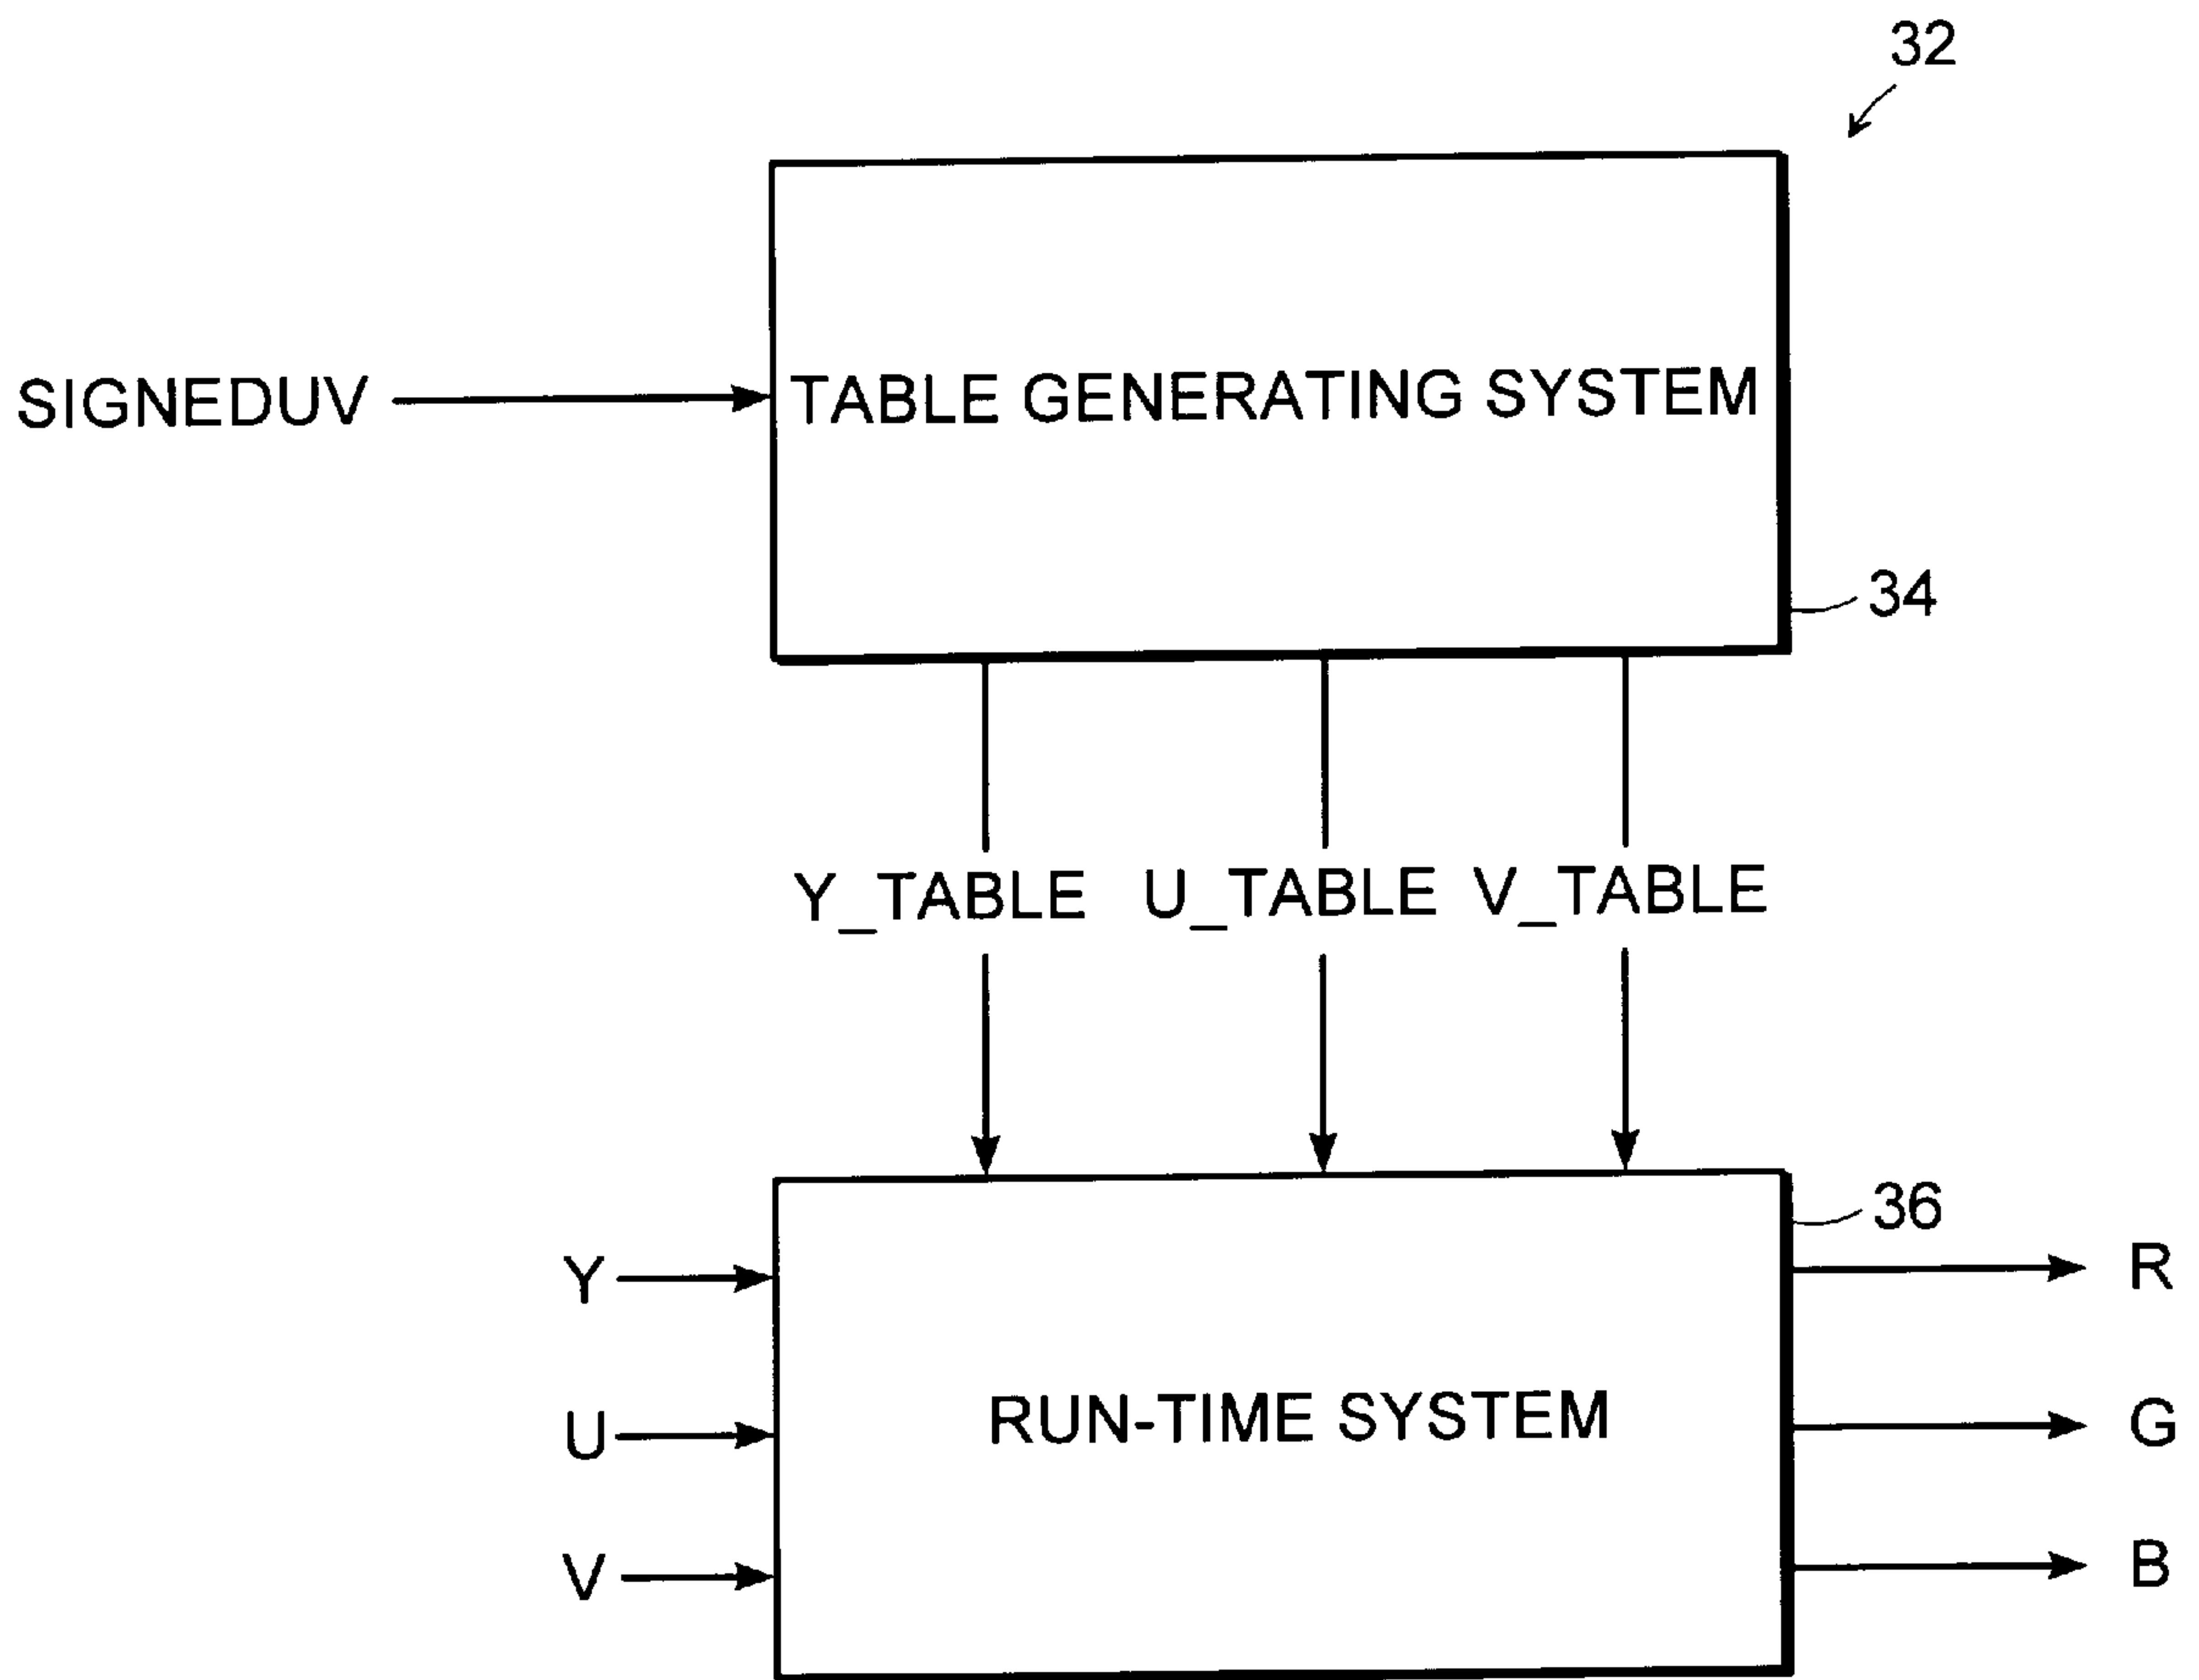 32
SIGNEDUV
TABLE GENERATING SYSTEM
34
Y_TABLE U_TABLE V_TABLE
36
Y
R
U
RUN-TIME SYSTEM
G
V
B